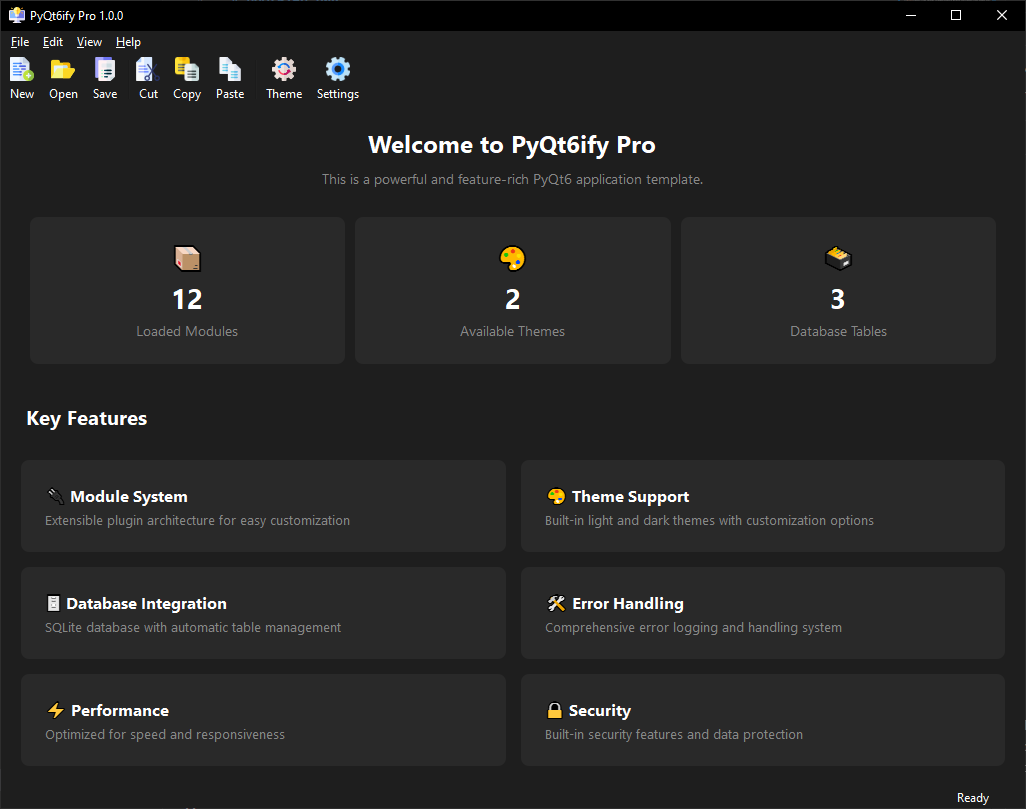 PyQt6ify Pro 1.0.0
File Edit View Help
New Open Save Cut Copy Paste Theme Settings
Welcome to PyQt6ify Pro
This is a powerful and feature-rich PyQt6 application template.
12 2 3
Loaded Modules Available Themes Database Tables
Key Features
Module System
Extensible plugin architecture for easy customization
Theme Support
Built-in light and dark themes with customization options
Database Integration
SQLite database with automatic table management
Error Handling
Comprehensive error logging and handling system
Performance
Optimized for speed and responsiveness
Security
Built-in security features and data protection
Ready